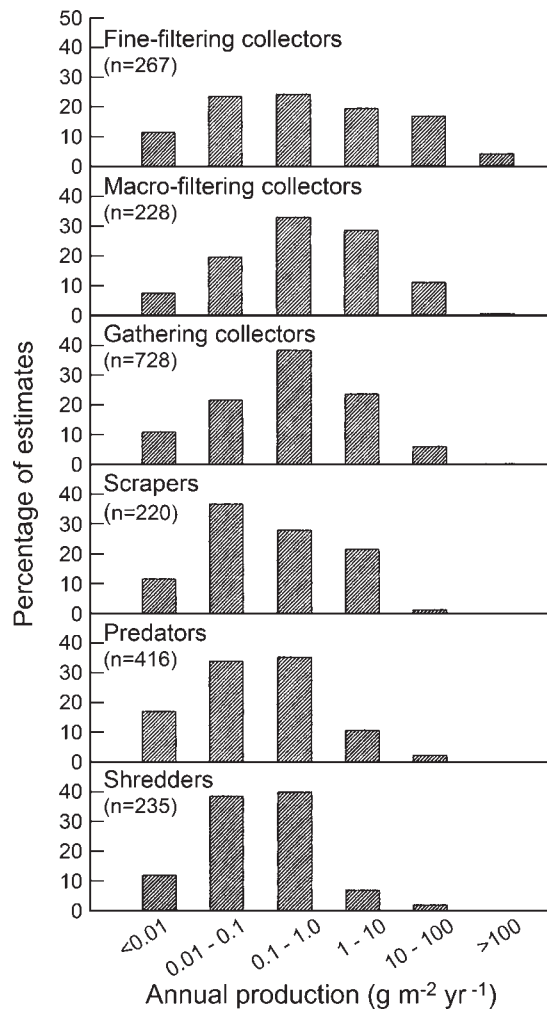 Percentage of estimates
50
40
30
20
10
0
Fine-filtering collectors
(n=267)
40
30
20
10
0
Macro-filtering collectors
(n=228)
40
30
20
10
0
Gathering collectors
(n=728)
40
30
20
10
0
Scrapers
(n=220)
40
30
20
10
0
Predators
(n=416)
40
30
20
10
0
Shredders
(n=235)
<0.01
0.01 - 0.1
0.1 - 1.0
1 - 10
10 - 100
>100
Annual production (g m⁻² yr⁻¹)